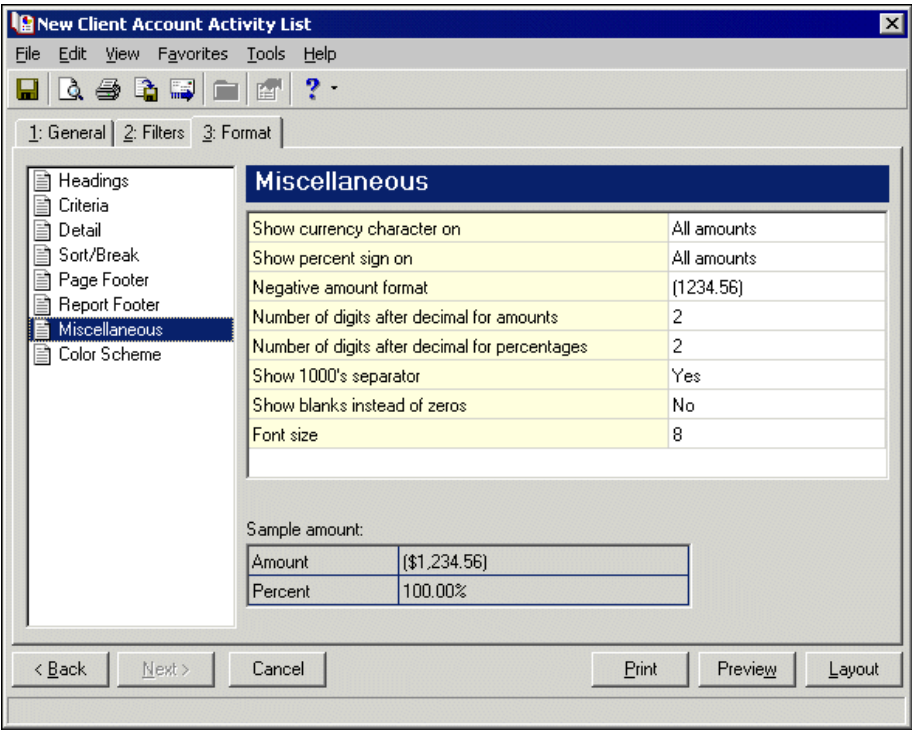 New Client Account Activity List
File Edit View Favorites Tools Help
1: General 2: Filters 3: Format
Headings
Criteria
Detail
Sort/Break
Page Footer
Report Footer
Miscellaneous
Color Scheme
Miscellaneous
Show currency character on All amounts
Show percent sign on All amounts
Negative amount format (1234.56)
Number of digits after decimal for amounts 2
Number of digits after decimal for percentages 2
Show 1000's separator Yes
Show blanks instead of zeros No
Font size 8
Sample amount:
Amount ($1,234.56)
Percent 100.00%
< Back Next > Cancel Print Preview Layout